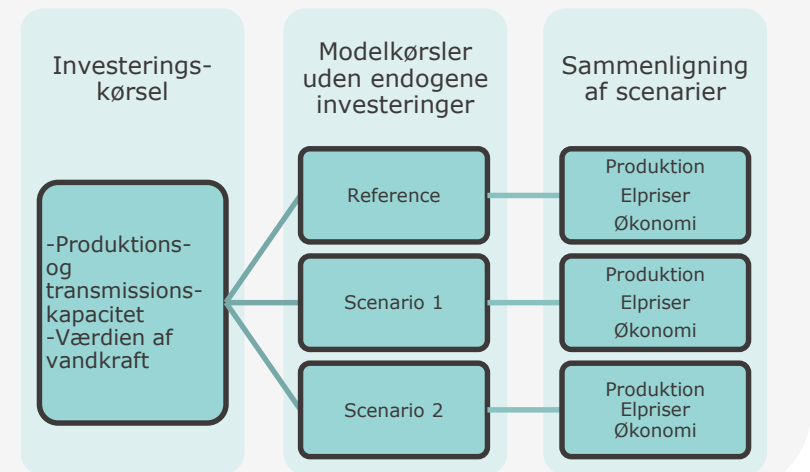 Investerings-
kørsel
-Produktions-
og
transmissions-
kapacitet
-Værdien af
vandkraft
Modelkørsler
uden endogene
investeringer
Reference
Scenario 1
Scenario 2
Sammenligning
af scenarier
Produktion
Elpriser
Økonomi
Produktion
Elpriser
Økonomi
Produktion
Elpriser
Økonomi